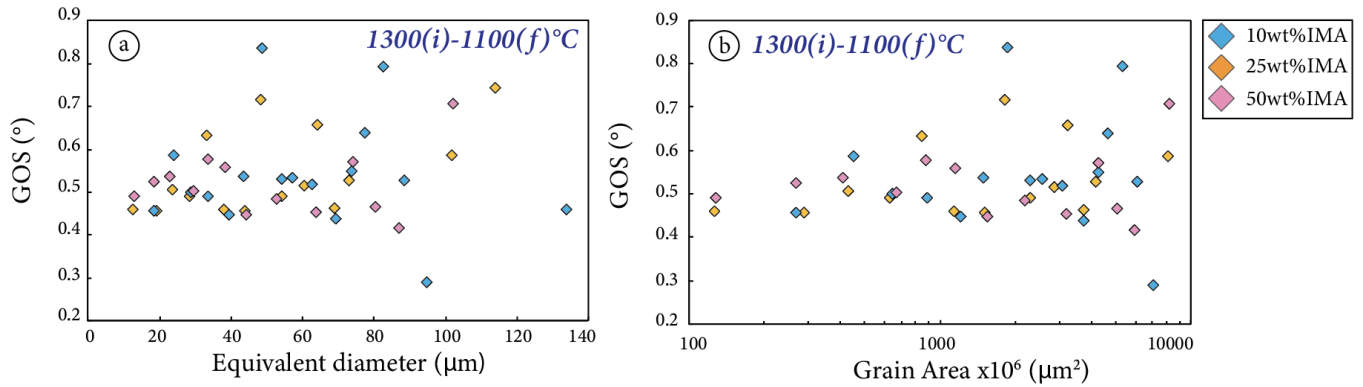 a
1300(i)-1100(f)°C
0.9
0.8
0.7
0.6
0.5
0.4
0.3
0.2
GOS (°)
0 20 40 60 80 100 120 140
Equivalent diameter (μm)
b
1300(i)-1100(f)°C
0.9
0.8
0.7
0.6
0.5
0.4
0.3
0.2
GOS (°)
100 1000 10000
Grain Area x10⁶ (μm²)
10wt%IMA
25wt%IMA
50wt%IMA